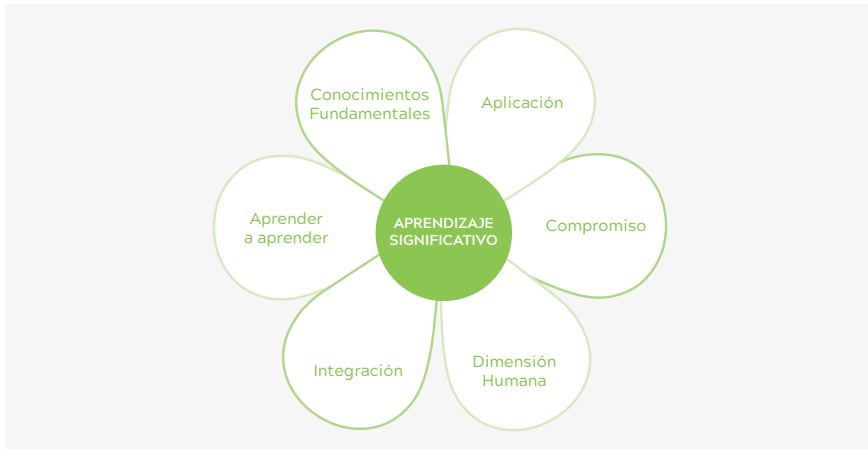 Conocimientos
Fundamentales
Aplicación
Aprender
a aprender
APRENDIZAJE
SIGNIFICATIVO
Compromiso
Integración
Dimensión
Humana